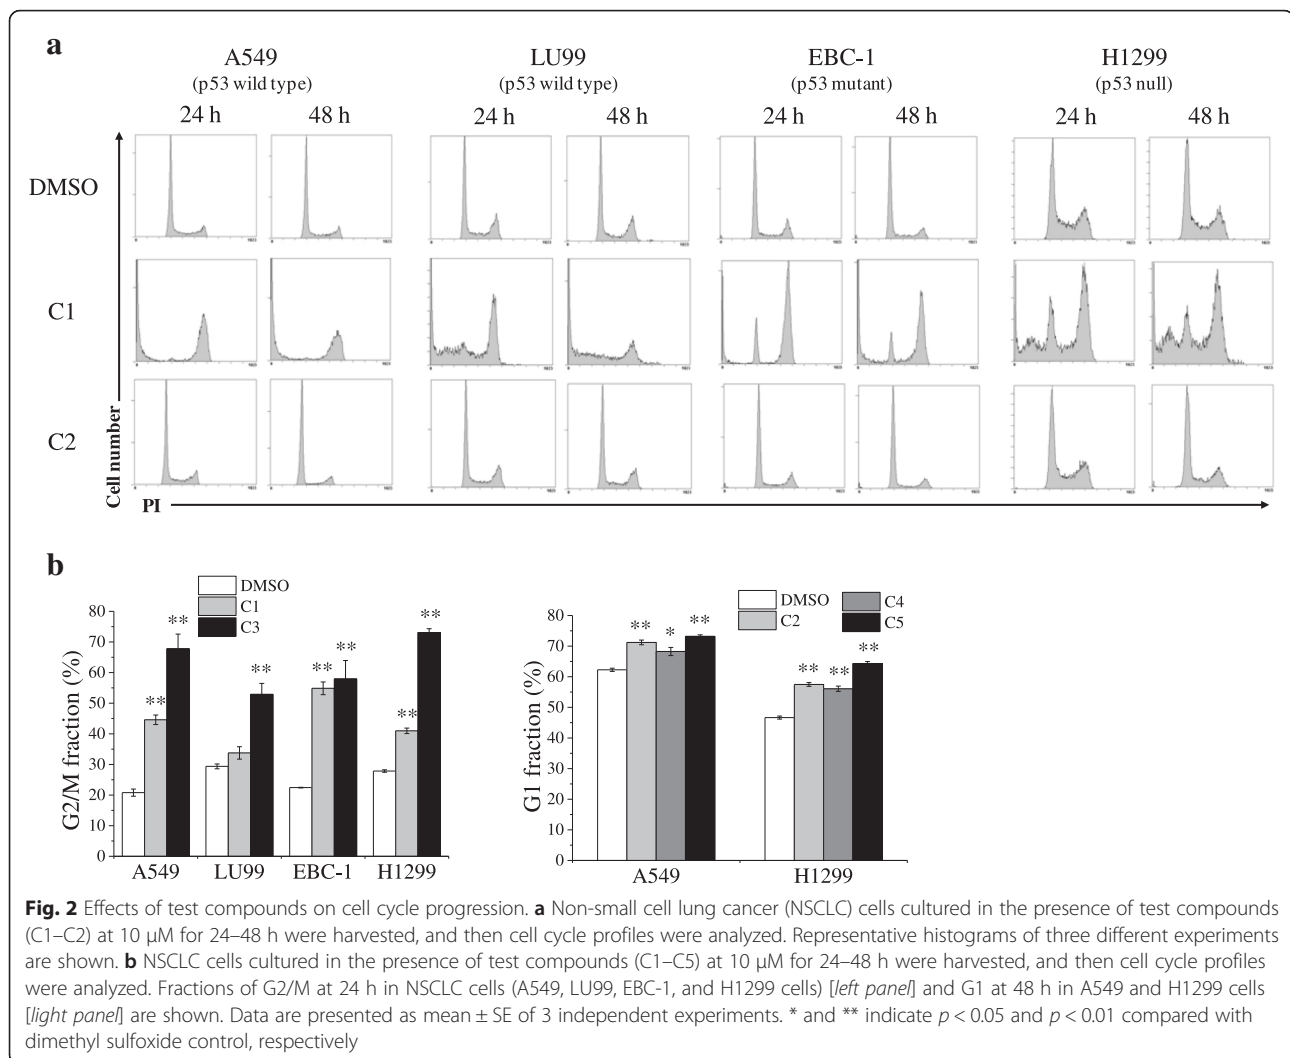 a
A549 LU99 EBC-1 H1299
(p53 wild type) (p53 wild type) (p53 mutant) (p53 null)
24 h 48 h 24 h 48 h 24 h 48 h 24 h 48 h
DMSO
C1
C2
Cell number
PI
b
DMSO
C1
C3
G2/M fraction (%)
80
70
60
50
40
30
20
10
0
** ** ** ** ** ** **
A549 LU99 EBC-1 H1299
DMSO C4
C2 C5
G1 fraction (%)
80
70
60
50
40
30
20
10
0
** * ** ** ** **
A549 H1299
Fig. 2 Effects of test compounds on cell cycle progression. a Non-small cell lung cancer (NSCLC) cells cultured in the presence of test compounds
(C1–C2) at 10 μM for 24–48 h were harvested, and then cell cycle profiles were analyzed. Representative histograms of three different experiments
are shown. b NSCLC cells cultured in the presence of test compounds (C1–C5) at 10 μM for 24–48 h were harvested, and then cell cycle profiles
were analyzed. Fractions of G2/M at 24 h in NSCLC cells (A549, LU99, EBC-1, and H1299 cells) [left panel] and G1 at 48 h in A549 and H1299 cells
[light panel] are shown. Data are presented as mean ± SE of 3 independent experiments. * and ** indicate p < 0.05 and p < 0.01 compared with
dimethyl sulfoxide control, respectively